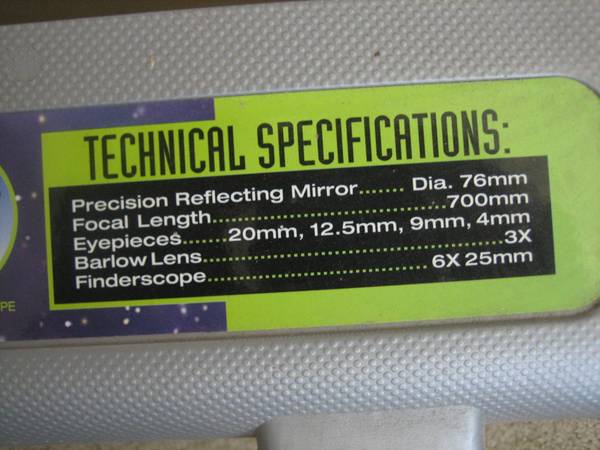 TECHNICAL SPECIFICATIONS:
Precision Reflecting Mirror....... Dia. 76mm
Focal Length........................................700mm
Eyepieces.......20mm, 12.5mm, 9mm, 4mm
Barlow Lens....................................................3X
Finderscope...................................... 6X 25mm
PE